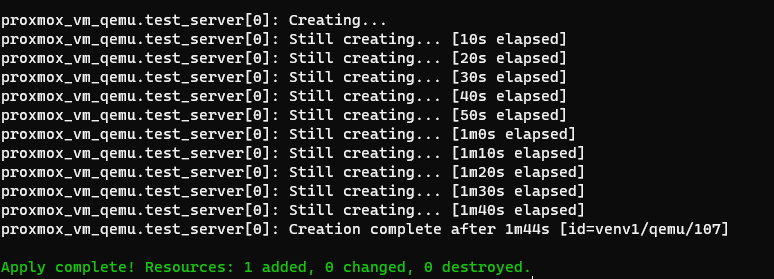 proxmox_vm_qemu.test_server[0]: Creating...
proxmox_vm_qemu.test_server[0]: Still creating... [10s elapsed]
proxmox_vm_qemu.test_server[0]: Still creating... [20s elapsed]
proxmox_vm_qemu.test_server[0]: Still creating... [30s elapsed]
proxmox_vm_qemu.test_server[0]: Still creating... [40s elapsed]
proxmox_vm_qemu.test_server[0]: Still creating... [50s elapsed]
proxmox_vm_qemu.test_server[0]: Still creating... [1m0s elapsed]
proxmox_vm_qemu.test_server[0]: Still creating... [1m10s elapsed]
proxmox_vm_qemu.test_server[0]: Still creating... [1m20s elapsed]
proxmox_vm_qemu.test_server[0]: Still creating... [1m30s elapsed]
proxmox_vm_qemu.test_server[0]: Still creating... [1m40s elapsed]
proxmox_vm_qemu.test_server[0]: Creation complete after 1m44s [id=venv1/qemu/107]
Apply complete! Resources: 1 added, 0 changed, 0 destroyed.